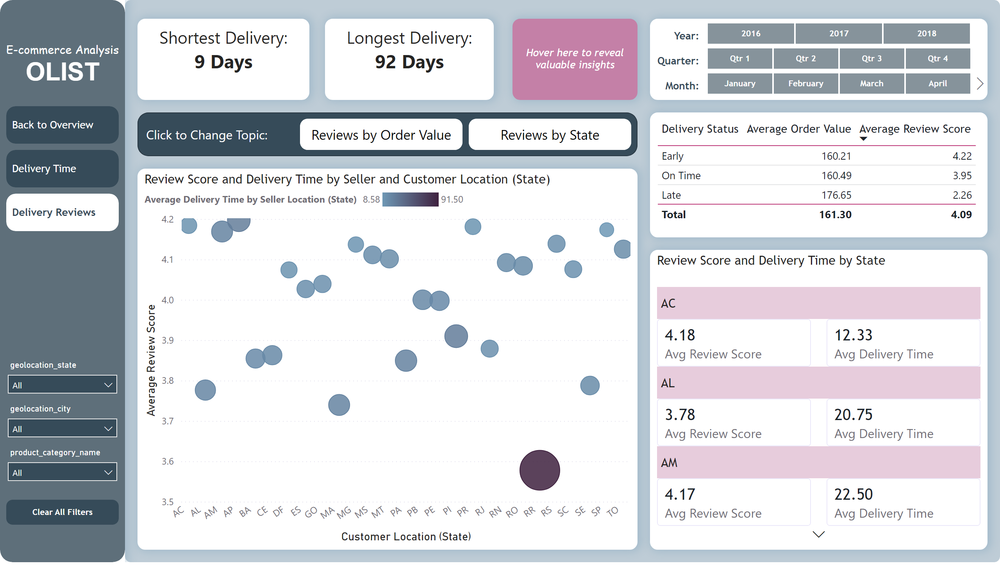 E-commerce Analysis
OLIST
Back to Overview
Delivery Time
Delivery Reviews
geolocation_state
All
geolocation_city
All
product_category_name
All
Clear All Filters
Shortest Delivery:
9 Days
Longest Delivery:
92 Days
Hover here to reveal
valuable insights
Year: 2016 2017 2018
Quarter: Qtr 1 Qtr 2 Qtr 3 Qtr 4
Month: January February March April
Click to Change Topic: Reviews by Order Value Reviews by State
Review Score and Delivery Time by Seller and Customer Location (State)
Average Delivery Time by Seller Location (State) 8.58 91.50
Average Review Score
4.2
4.1
4.0
3.9
3.8
3.7
3.6
3.5
AC AL AM AP BA CE DF ES GO MA MG MS MT PA PB PE PI PR RJ RN RO RR RS SC SE SP TO
Customer Location (State)
Delivery Status Average Order Value Average Review Score
Early 160.21 4.22
On Time 160.49 3.95
Late 176.65 2.26
Total 161.30 4.09
Review Score and Delivery Time by State
AC
4.18 12.33
Avg Review Score Avg Delivery Time
AL
3.78 20.75
Avg Review Score Avg Delivery Time
AM
4.17 22.50
Avg Review Score Avg Delivery Time